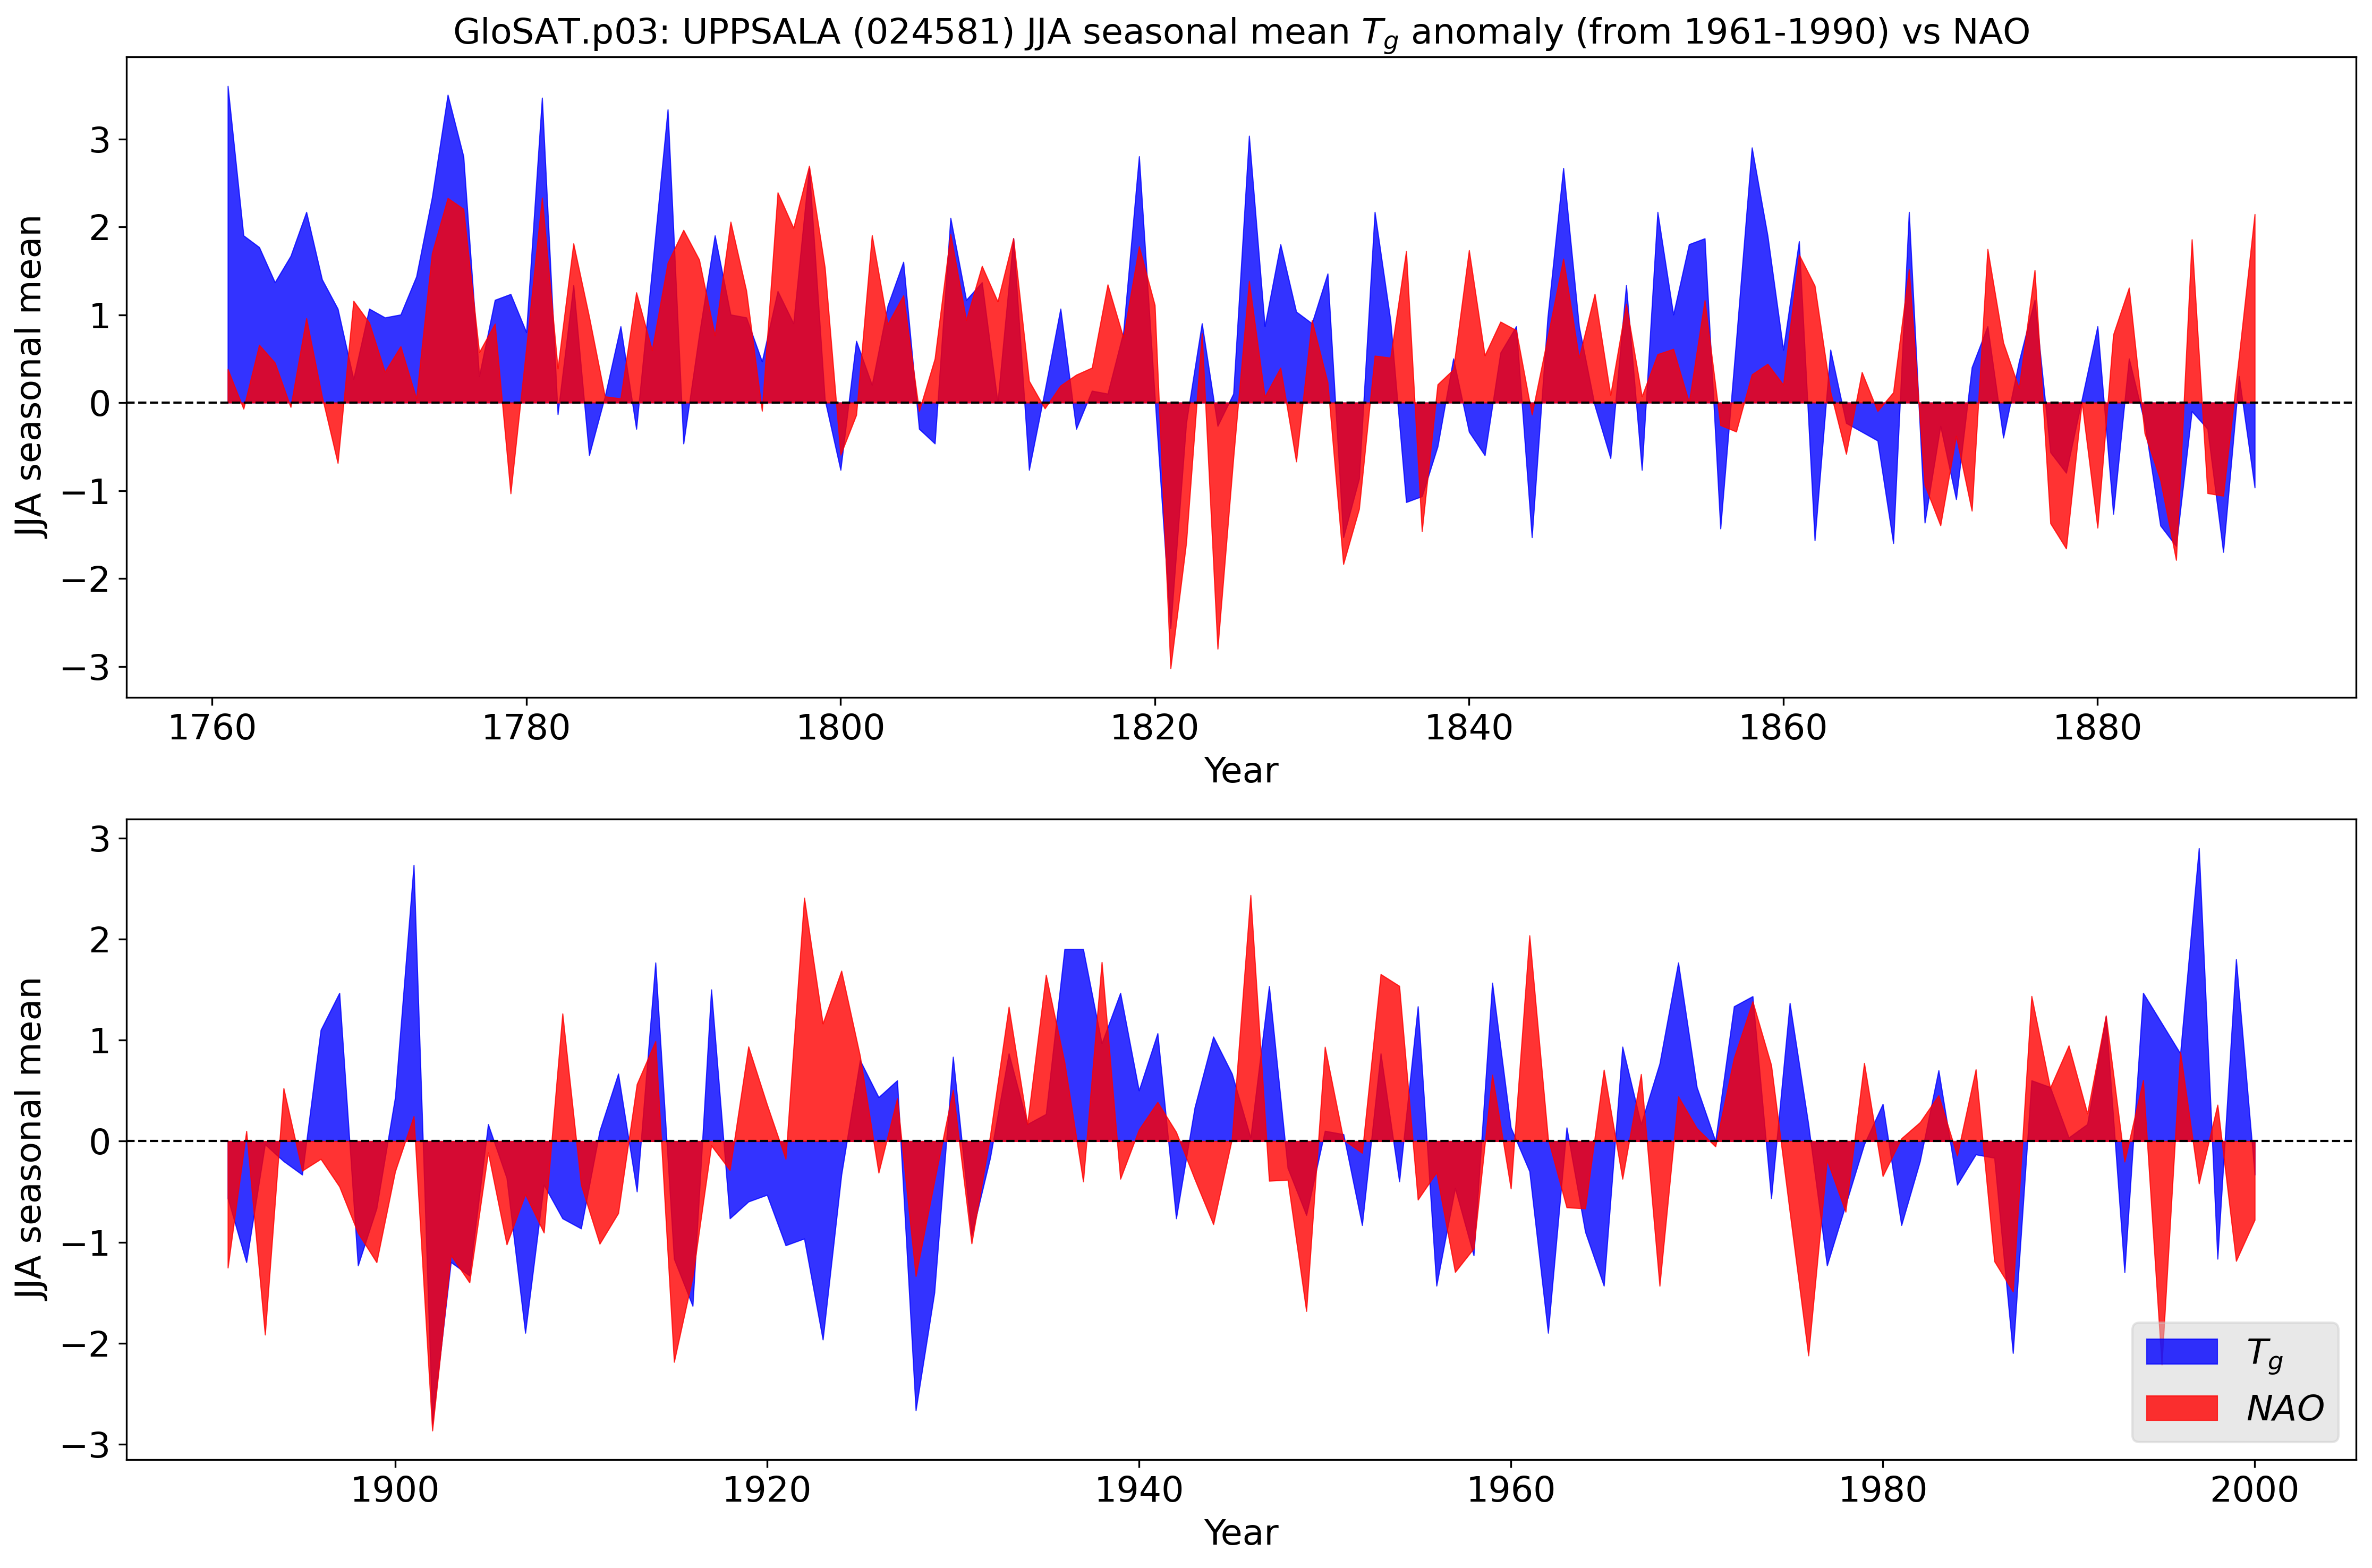 GloSAT.p03: UPPSALA (024581) JJA seasonal mean Tg anomaly (from 1961-1990) vs NAO
JJA seasonal mean
3
2
1
0
−1
−2
−3
1760 1780 1800 1820 1840 1860 1880
Year
JJA seasonal mean
3
2
1
0
−1
−2
−3
Tg
NAO
1900 1920 1940 1960 1980 2000
Year